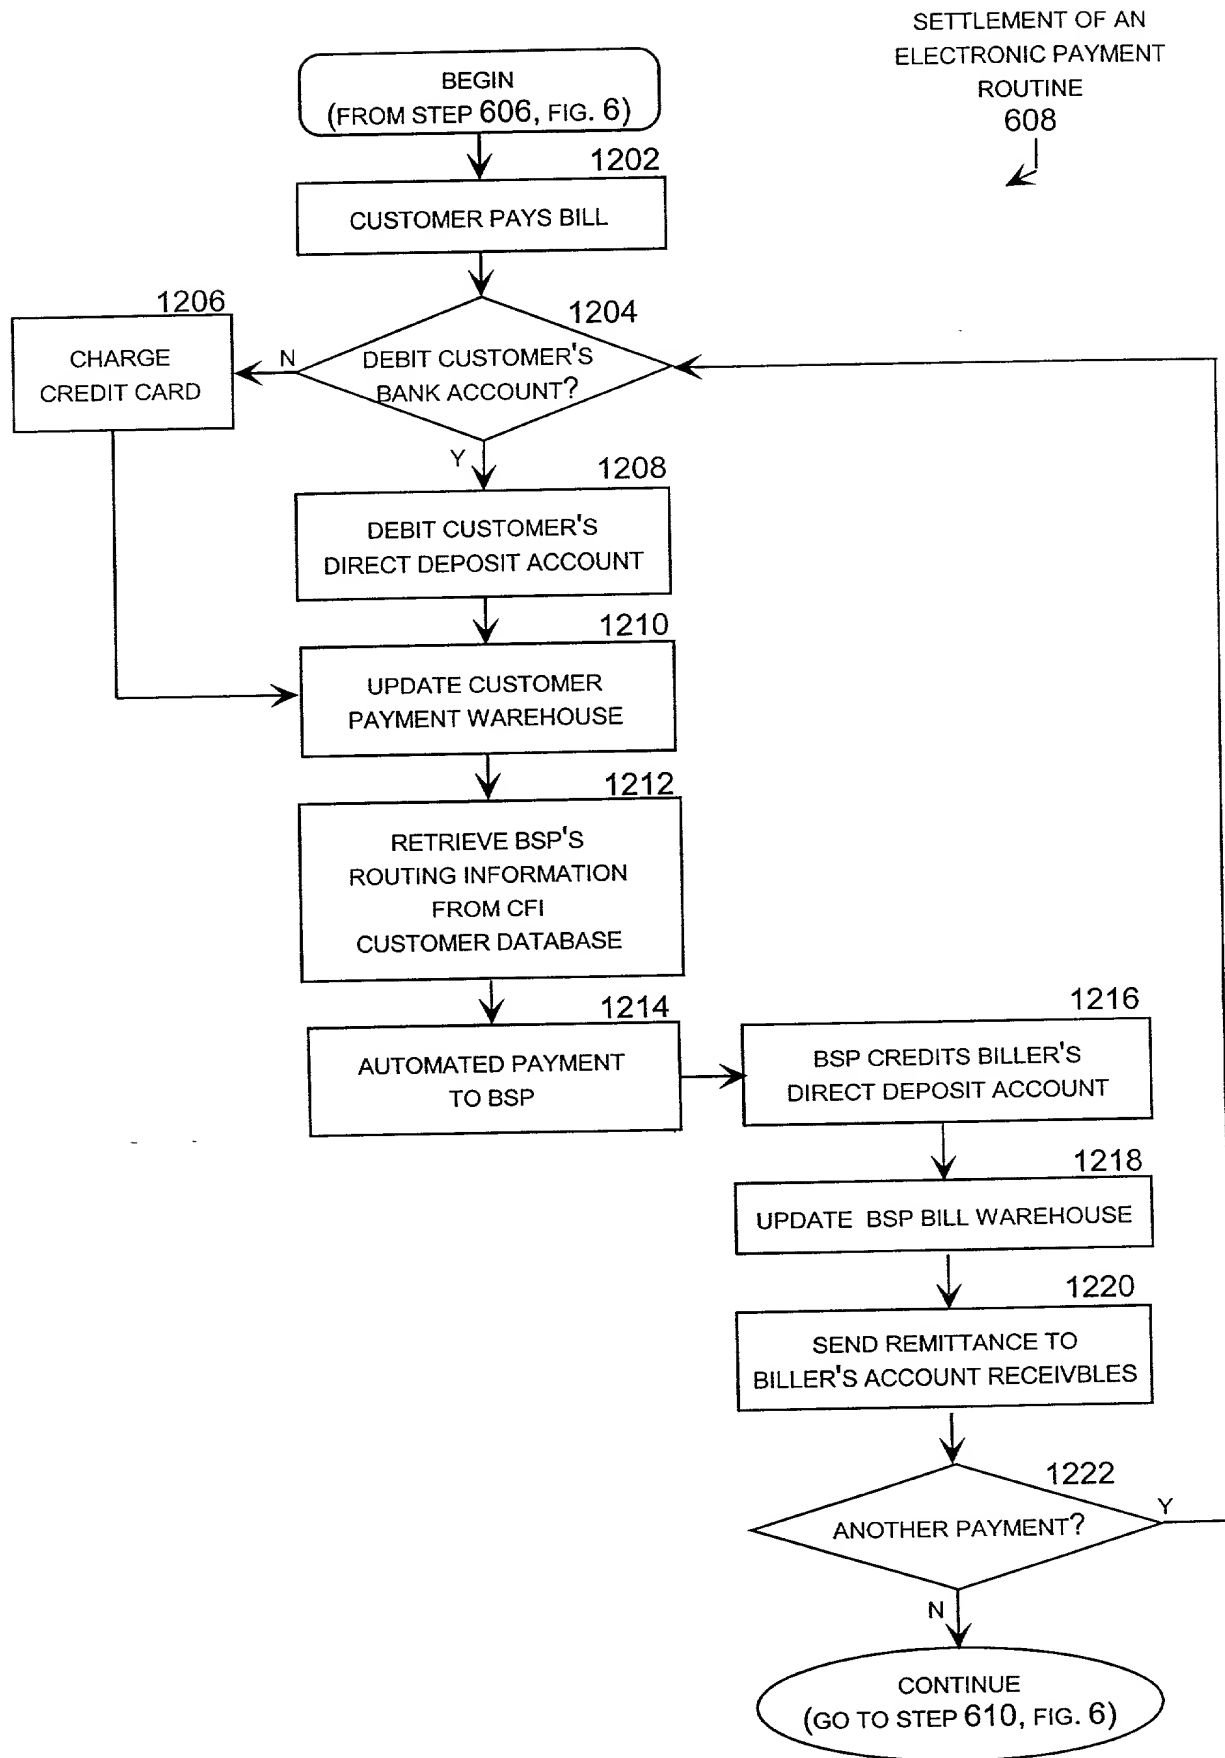 SETTLEMENT OF AN
ELECTRONIC PAYMENT
ROUTINE
608
BEGIN
(FROM STEP 606, FIG. 6)
1202
CUSTOMER PAYS BILL
1204
DEBIT CUSTOMER'S
BANK ACCOUNT?
N
1206
CHARGE
CREDIT CARD
Y
1208
DEBIT CUSTOMER'S
DIRECT DEPOSIT ACCOUNT
1210
UPDATE CUSTOMER
PAYMENT WAREHOUSE
1212
RETRIEVE BSP'S
ROUTING INFORMATION
FROM CFI
CUSTOMER DATABASE
1214
AUTOMATED PAYMENT
TO BSP
1216
BSP CREDITS BILLER'S
DIRECT DEPOSIT ACCOUNT
1218
UPDATE BSP BILL WAREHOUSE
1220
SEND REMITTANCE TO
BILLER'S ACCOUNT RECEIVBLES
1222
ANOTHER PAYMENT?
Y
N
CONTINUE
(GO TO STEP 610, FIG. 6)